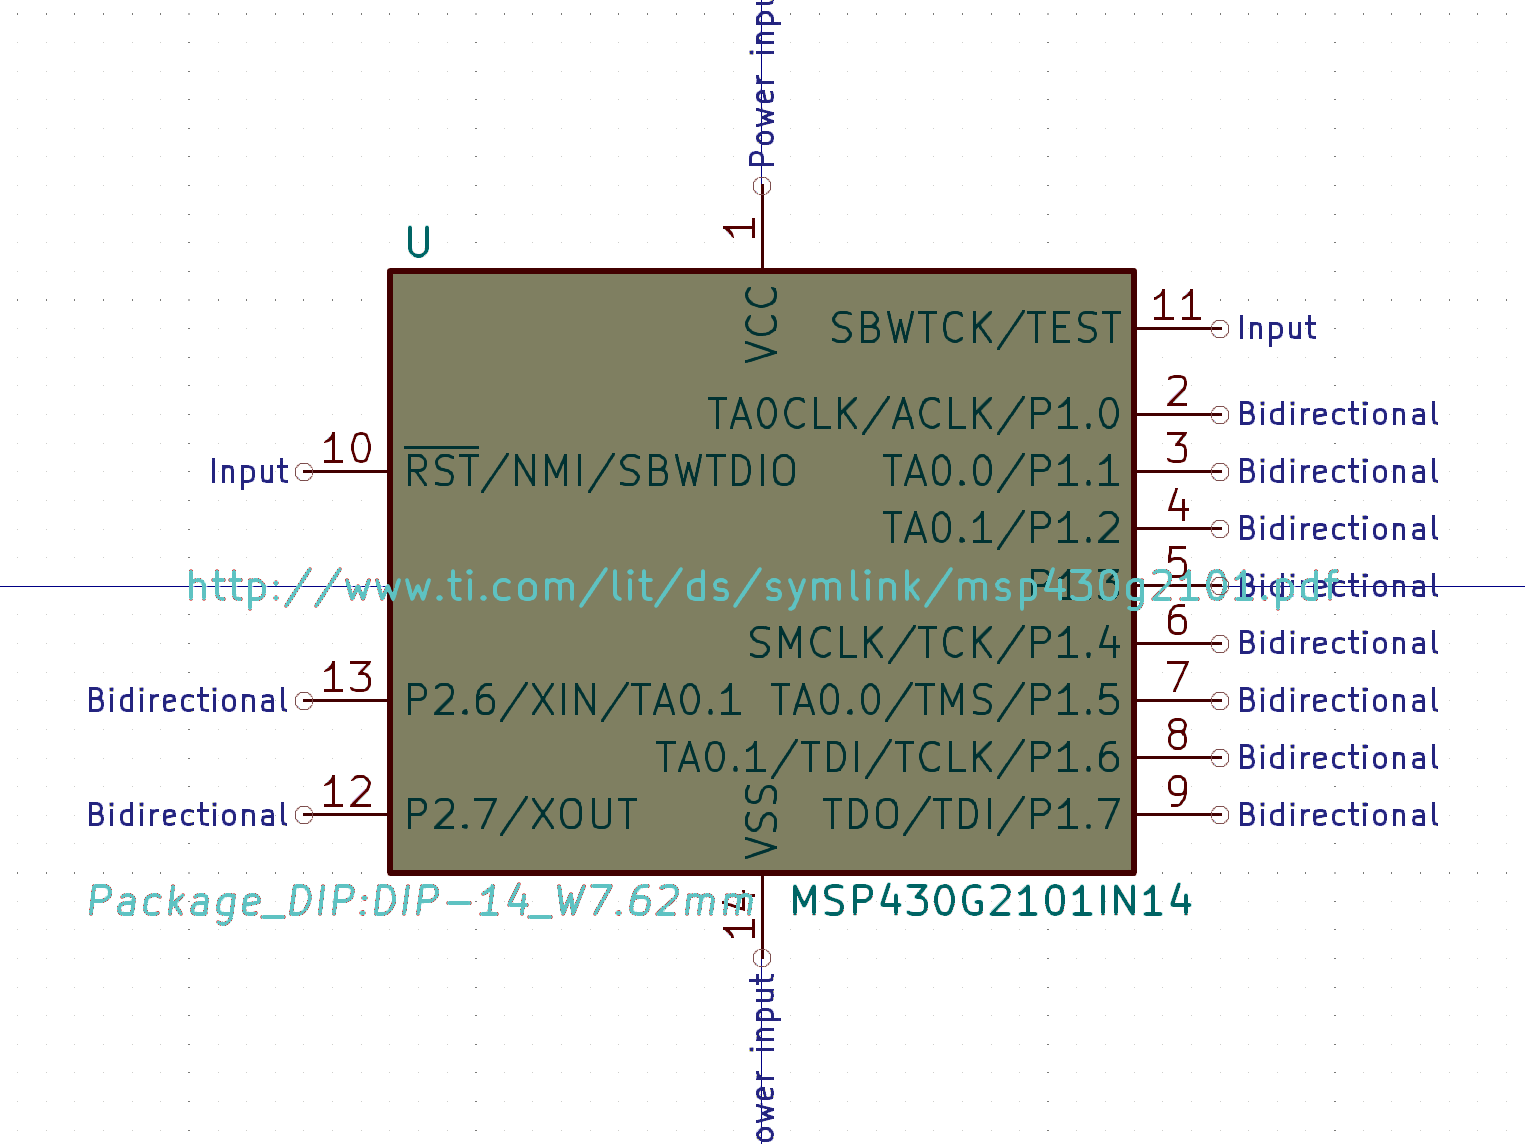 Power input
1
U
VCC
SBWTCK/TEST 11 Input
TA0CLK/ACLK/P1.0 2 Bidirectional
Input 10 RST/NMI/SBWTDIO TA0.0/P1.1 3 Bidirectional
TA0.1/P1.2 4 Bidirectional
http://www.ti.com/lit/ds/symlink/msp430g2101.pdf
P1.3 5 Bidirectional
SMCLK/TCK/P1.4 6 Bidirectional
Bidirectional 13 P2.6/XIN/TA0.1 TA0.0/TMS/P1.5 7 Bidirectional
TA0.1/TDI/TCLK/P1.6 8 Bidirectional
Bidirectional 12 P2.7/XOUT VSS TDO/TDI/P1.7 9 Bidirectional
Package_DIP:DIP-14_W7.62mm 14 MSP430G2101IN14
ower input